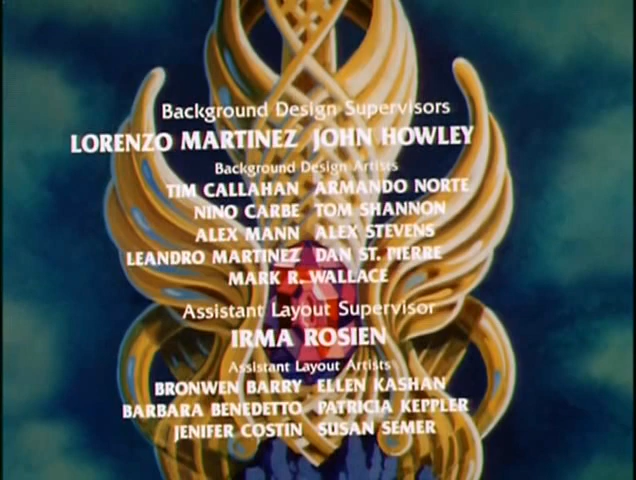 Background Design Supervisors
LORENZO MARTINEZ JOHN HOWLEY
Background Design Artists
TIM CALLAHAN ARMANDO NORTE
NINO CARBE TOM SHANNON
ALEX MANN ALEX STEVENS
LEANDRO MARTINEZ DAN ST. PIERRE
MARK R. WALLACE
Assistant Layout Supervisor
IRMA ROSIEN
Assistant Layout Artists
BRONWEN BARRY ELLEN KASHAN
BARBARA BENEDETTO PATRICIA KEPPLER
JENIFER COSTIN SUSAN SEMER